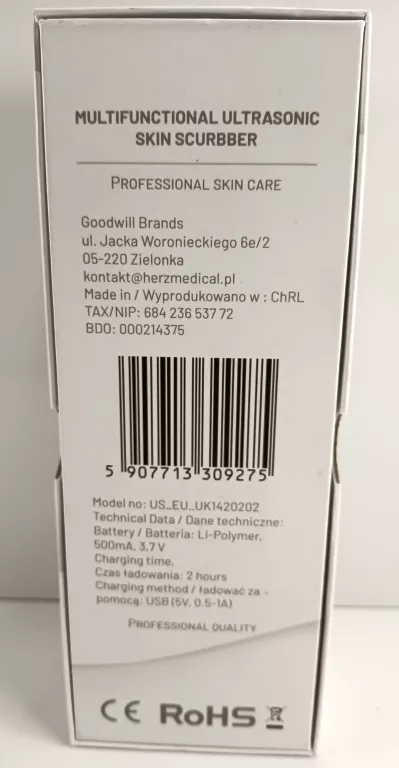 MULTIFUNCTIONAL ULTRASONIC
SKIN SCURBBER
PROFESSIONAL SKIN CARE
Goodwill Brands
ul. Jacka Woronieckiego 6e/2
05-220 Zielonka
kontakt@herzmedical.pl
Made in / Wyprodukowano w : ChRL
TAX/NIP: 684 236 537 72
BDO: 000214375
5 907713 309275
Model no: US_EU_UK1420202
Technical Data / Dane techniczne:
Battery / Batteria: Li-Polymer,
500mA, 3,7 V
Charging time,
Czas ładowania: 2 hours
Charging method / ładować za -
pomocą: USB (5V, 0.5-1A)
PROFESSIONAL QUALITY
CE RoHS